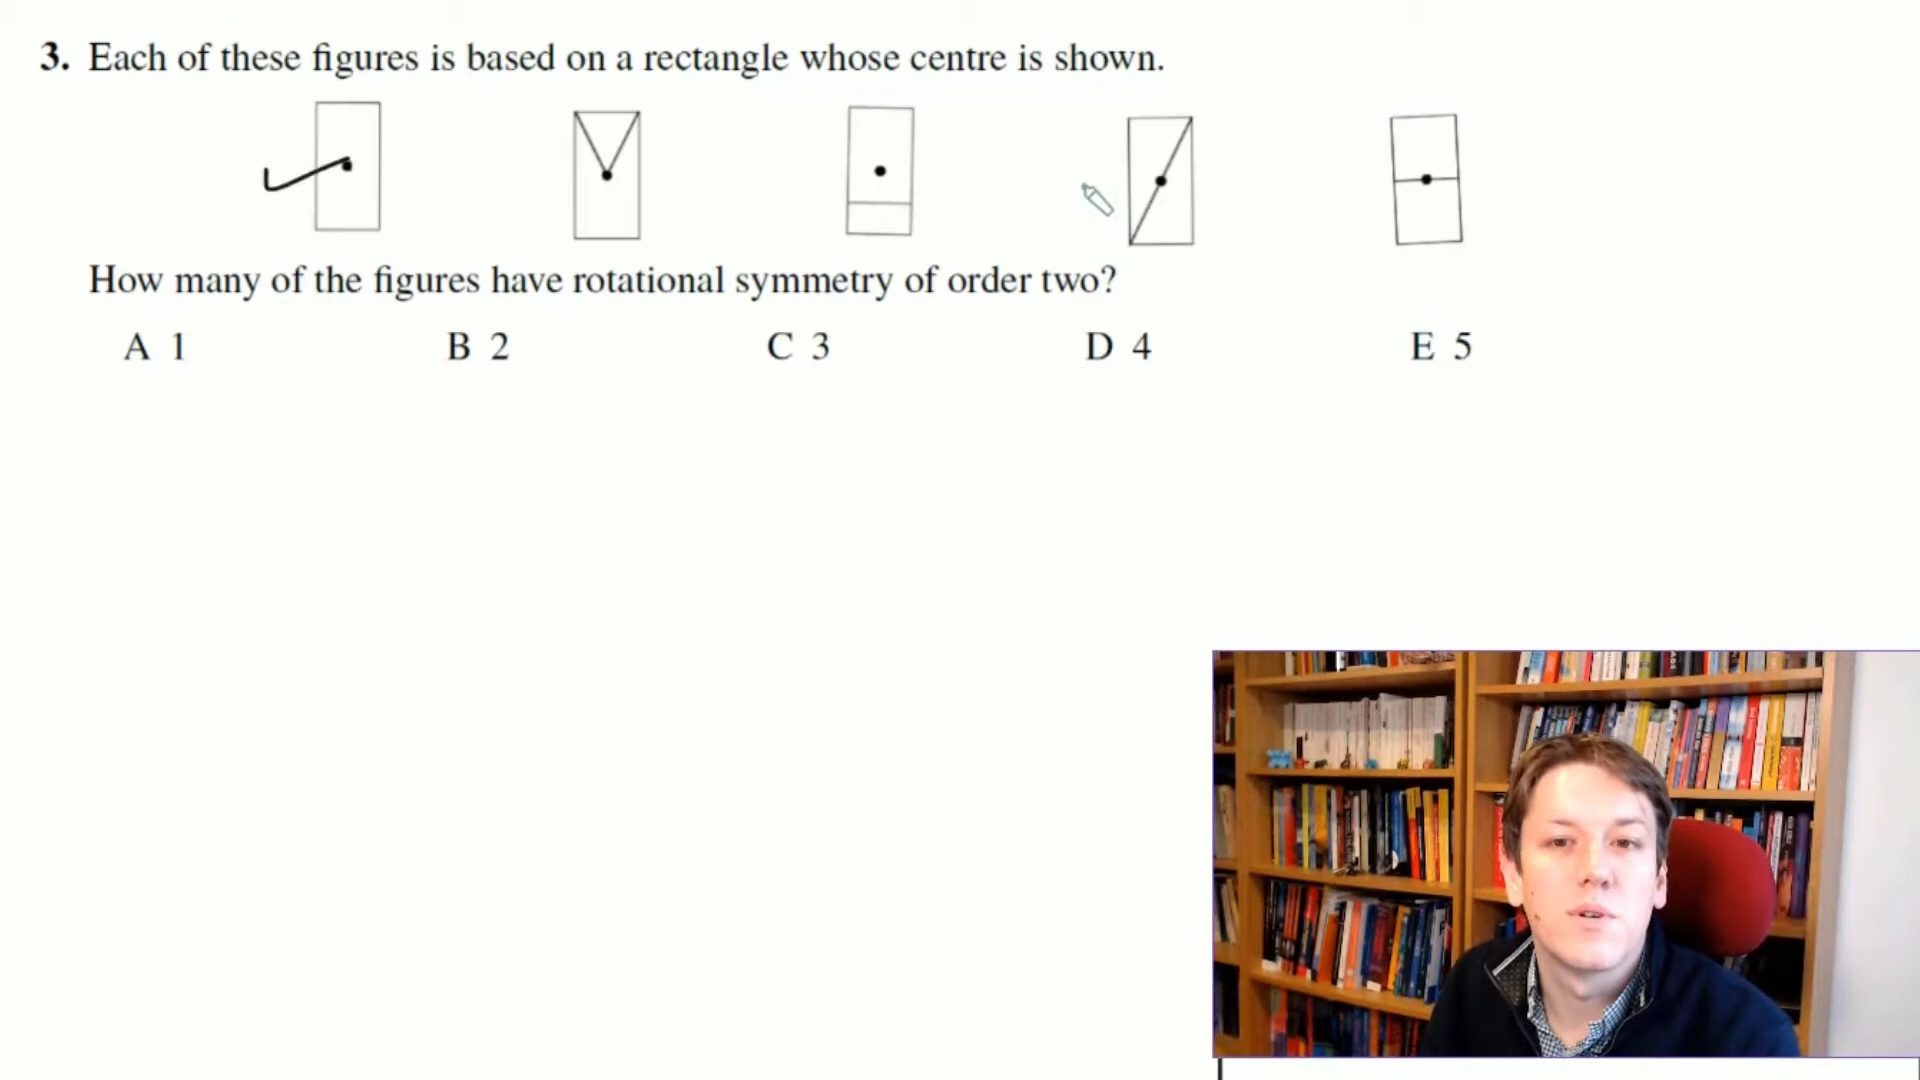 3. Each of these figures is based on a rectangle whose centre is shown.
How many of the figures have rotational symmetry of order two?
A 1 B 2 C 3 D 4 E 5